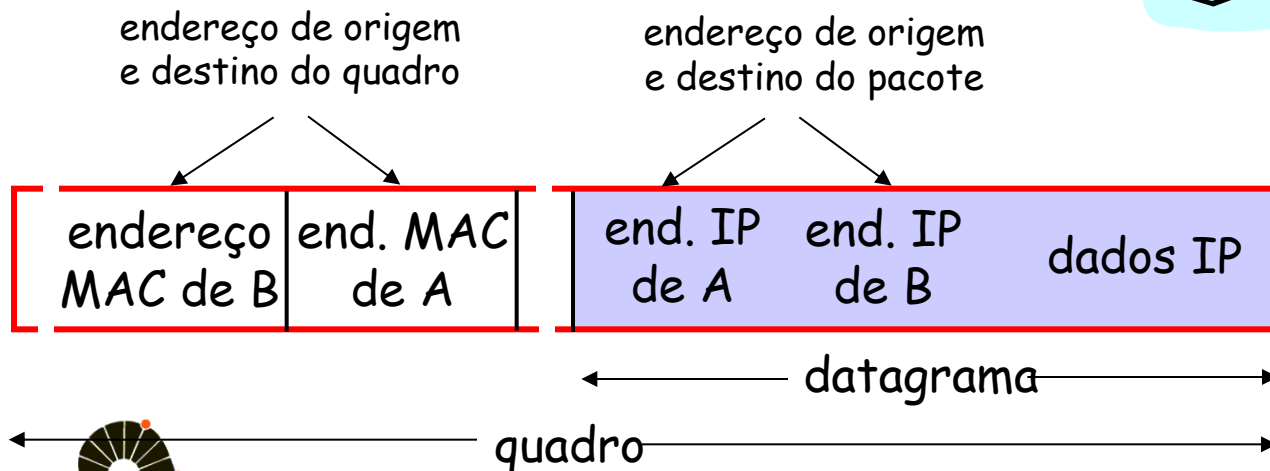 endereço de origem
e destino do quadro
endereço de origem
e destino do pacote
endereço
MAC de B
end. MAC
de A
end. IP
de A
end. IP
de B
dados IP
datagrama
quadro